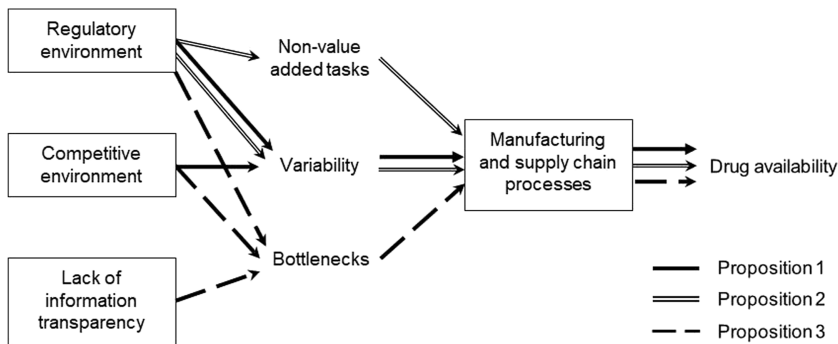 Regulatory
environment
Non-value
added tasks
Competitive
environment
Variability
Manufacturing
and supply chain
processes
Drug availability
Bottlenecks
Lack of
information
transparency
Proposition 1
Proposition 2
Proposition 3